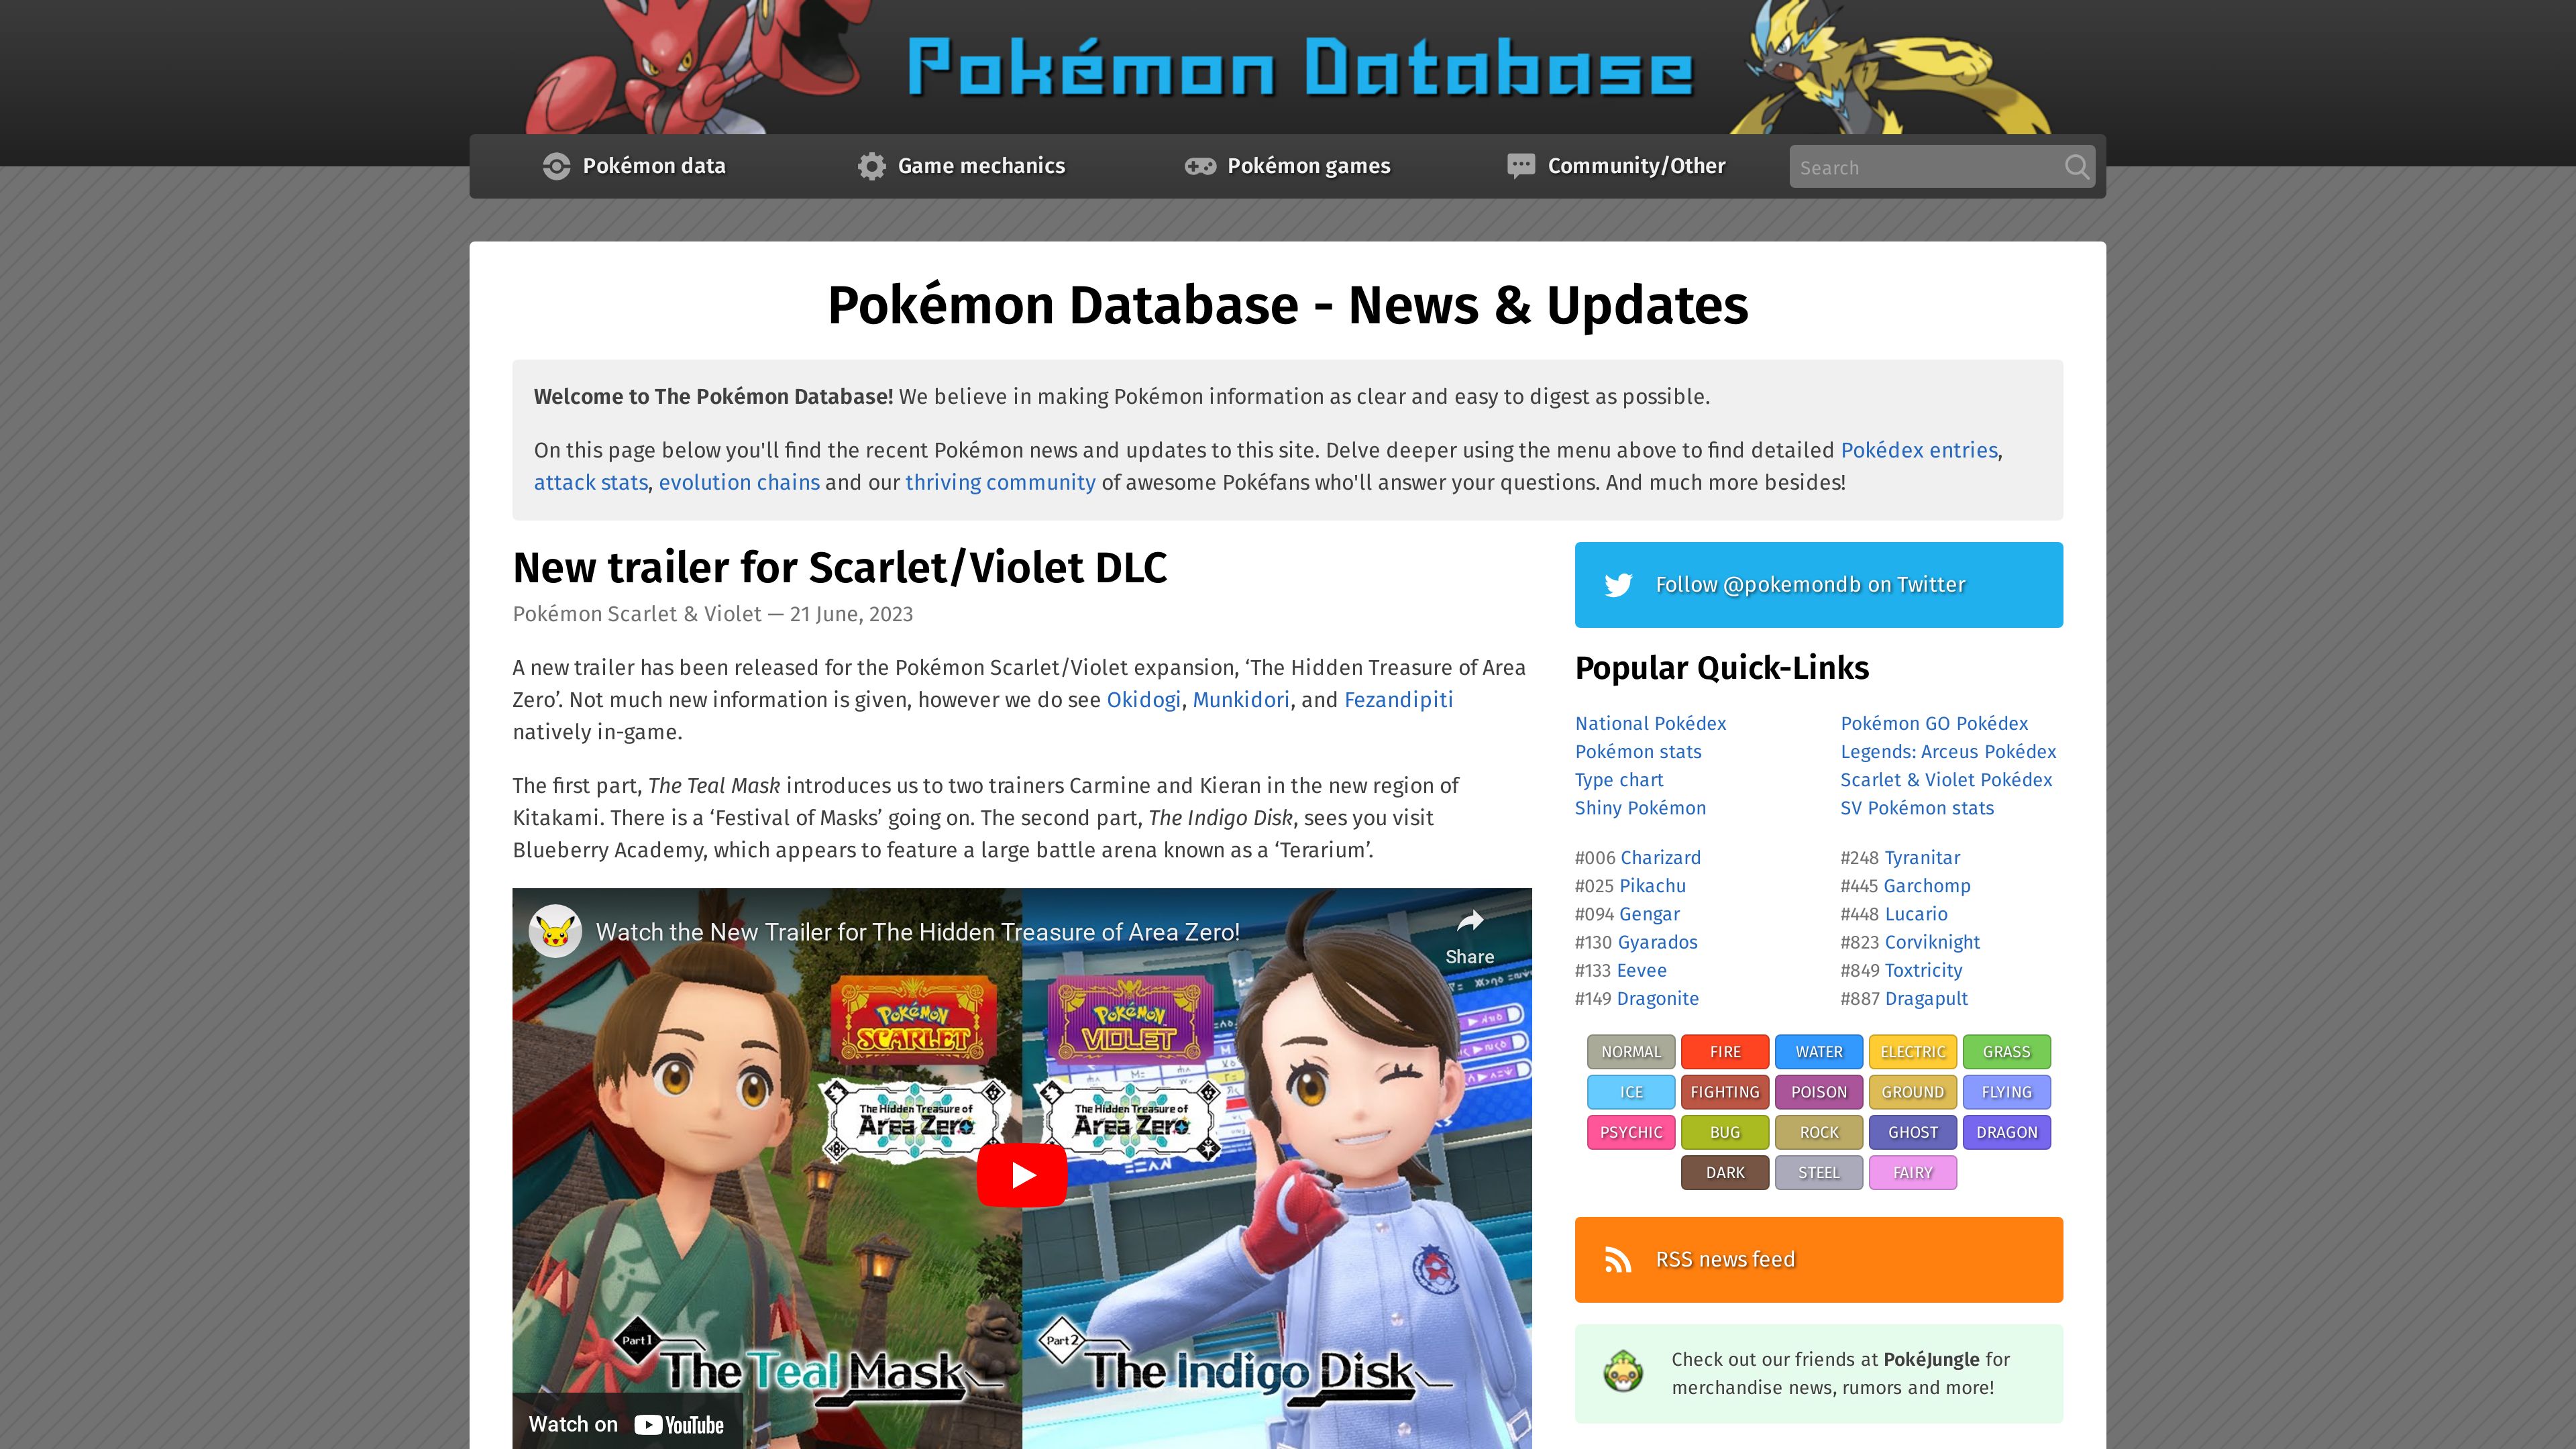 Pokémon Database
Pokémon data
Game mechanics
Pokémon games
Community/Other
Search
Pokémon Database - News & Updates
Welcome to The Pokémon Database! We believe in making Pokémon information as clear and easy to digest as possible.
On this page below you'll find the recent Pokémon news and updates to this site. Delve deeper using the menu above to find detailed Pokédex entries,
attack stats, evolution chains and our thriving community of awesome Pokéfans who'll answer your questions. And much more besides!
New trailer for Scarlet/Violet DLC
Pokémon Scarlet & Violet — 21 June, 2023
A new trailer has been released for the Pokémon Scarlet/Violet expansion, ‘The Hidden Treasure of Area
Zero’. Not much new information is given, however we do see Okidogi, Munkidori, and Fezandipiti
natively in-game.
The first part, The Teal Mask introduces us to two trainers Carmine and Kieran in the new region of
Kitakami. There is a ‘Festival of Masks’ going on. The second part, The Indigo Disk, sees you visit
Blueberry Academy, which appears to feature a large battle arena known as a ‘Terarium’.
Watch the New Trailer for The Hidden Treasure of Area Zero!
Share
Pokémon
SCARLET
The Hidden Treasure of
Area Zero
Pokémon
VIOLET
The Hidden Treasure of
Area Zero
Part 1
The Teal Mask
Part 2
The Indigo Disk
Watch on YouTube
Follow @pokemondb on Twitter
Popular Quick-Links
National Pokédex
Pokémon stats
Type chart
Shiny Pokémon
Pokémon GO Pokédex
Legends: Arceus Pokédex
Scarlet & Violet Pokédex
SV Pokémon stats
#006 Charizard
#025 Pikachu
#094 Gengar
#130 Gyarados
#133 Eevee
#149 Dragonite
#248 Tyranitar
#445 Garchomp
#448 Lucario
#823 Corviknight
#849 Toxtricity
#887 Dragapult
NORMAL FIRE WATER ELECTRIC GRASS
ICE FIGHTING POISON GROUND FLYING
PSYCHIC BUG ROCK GHOST DRAGON
DARK STEEL FAIRY
RSS news feed
Check out our friends at PokéJungle for
merchandise news, rumors and more!